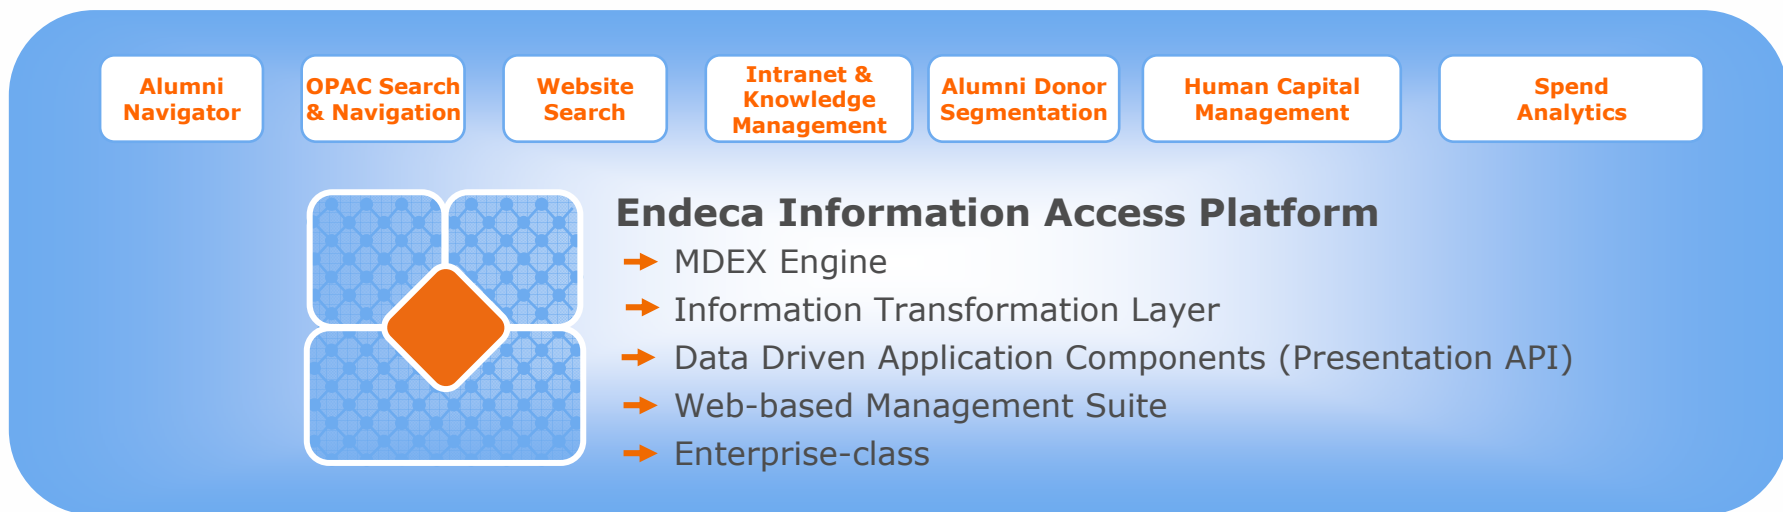 Alumni
Navigator
OPAC Search
& Navigation
Website
Search
Intranet &
Knowledge
Management
Alumni Donor
Segmentation
Human Capital
Management
Spend
Analytics
Endeca Information Access Platform
MDEX Engine
Information Transformation Layer
Data Driven Application Components (Presentation API)
Web-based Management Suite
Enterprise-class